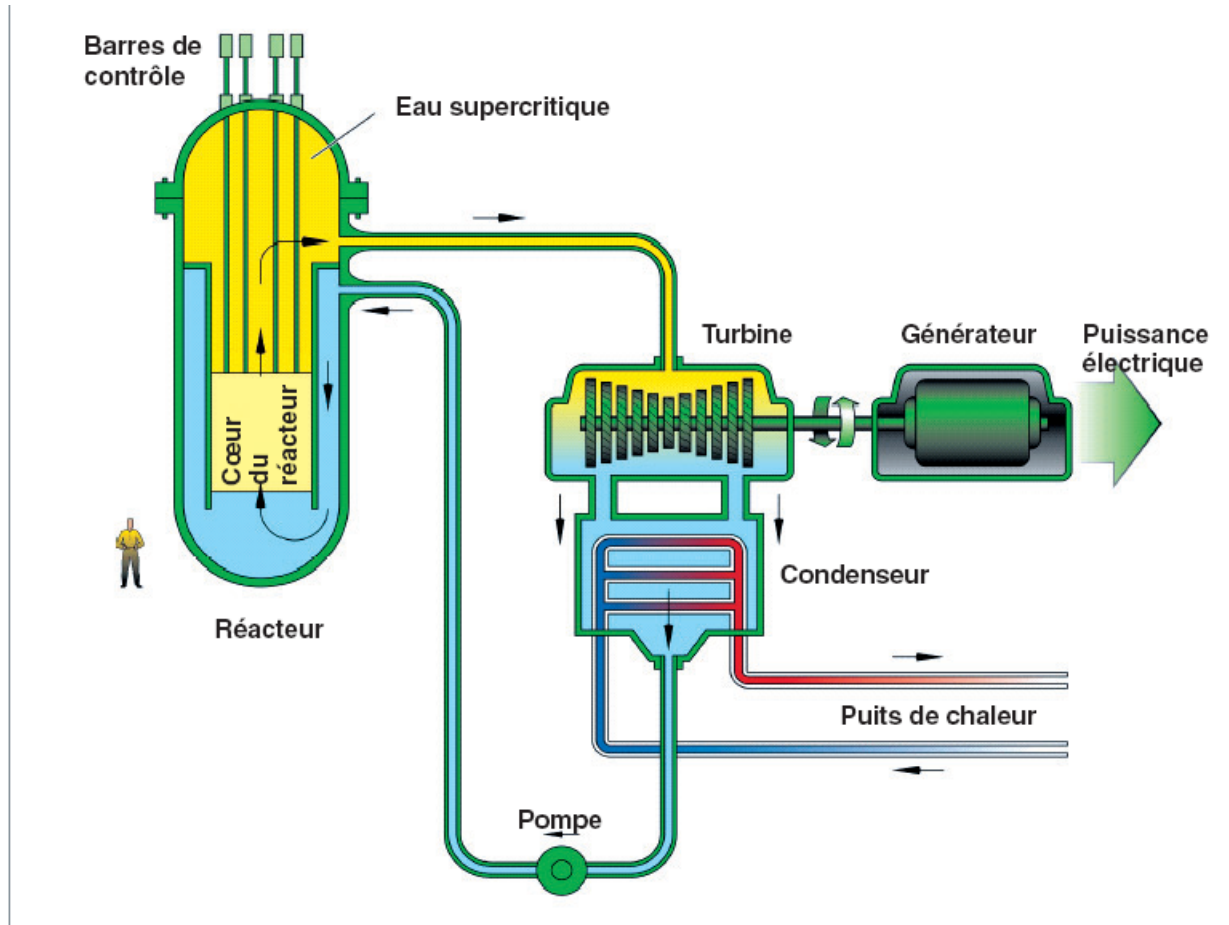 Barres de
contrôle
Eau supercritique
Turbine
Générateur
Puissance
électrique
Cœur
du
réacteur
Condenseur
Réacteur
Puits de chaleur
Pompe